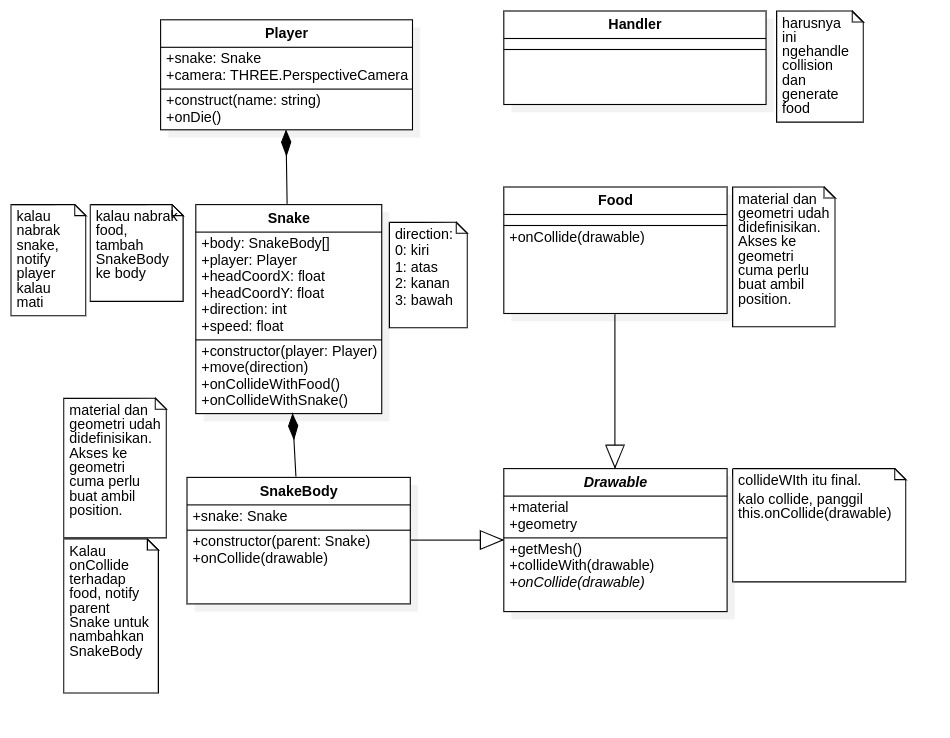 Player
+snake: Snake
+camera: THREE.PerspectiveCamera
+construct(name: string)
+onDie()
Handler
harusnya
ini
ngehandle
collision
dan
generate
food
kalau
nabrak
snake,
notify
player
kalau
mati
kalau nabrak
food,
tambah
SnakeBody
ke body
Snake
+body: SnakeBody[]
+player: Player
+headCoordX: float
+headCoordY: float
+direction: int
+speed: float
+constructor(player: Player)
+move(direction)
+onCollideWithFood()
+onCollideWithSnake()
direction:
0: kiri
1: atas
2: kanan
3: bawah
Food
+onCollide(drawable)
material dan
geometri udah
didefinisikan.
Akses ke
geometri
cuma perlu
buat ambil
position.
material dan
geometri udah
didefinisikan.
Akses ke
geometri
cuma perlu
buat ambil
position.
Kalau
onCollide
terhadap
food, notify
parent
Snake untuk
nambahkan
SnakeBody
SnakeBody
+snake: Snake
+constructor(parent: Snake)
+onCollide(drawable)
Drawable
+material
+geometry
+getMesh()
+collideWith(drawable)
+onCollide(drawable)
collideWIth itu final.
kalo collide, panggil
this.onCollide(drawable)